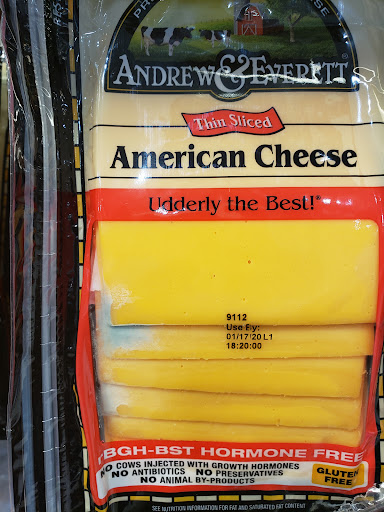 ANDREW & EVERETT
Thin Sliced
American Cheese
Udderly the Best!®
9112
Use By:
01/17/20 L1
18:20:00
BGH-BST HORMONE FREE
NO COWS INJECTED WITH GROWTH HORMONES
NO ANTIBIOTICS NO PRESERVATIVES
NO ANIMAL BY-PRODUCTS
GLUTEN
FREE
SEE NUTRITION INFORMATION FOR FAT AND SATURATED FAT CONTENT